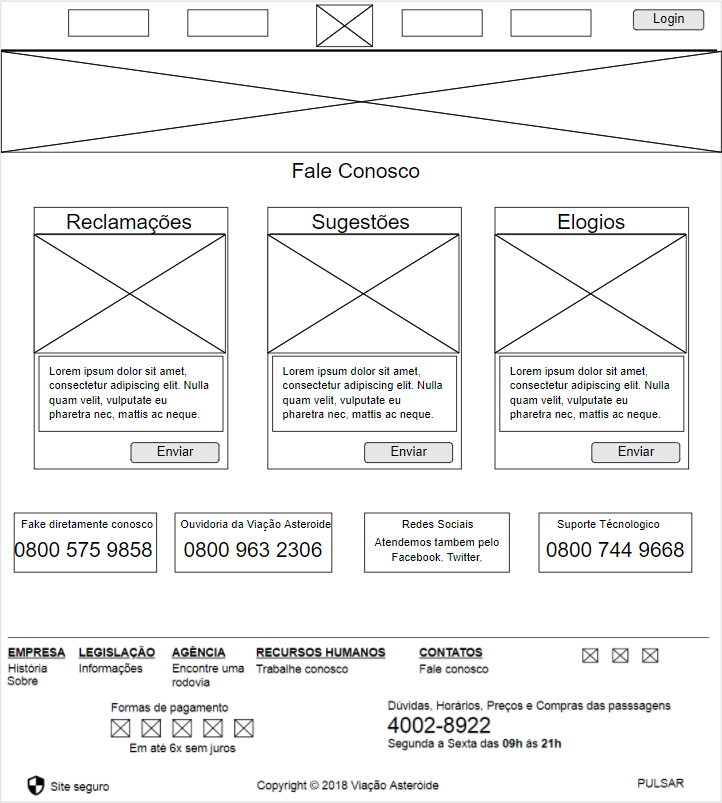 Login
Fale Conosco
Reclamações
Lorem ipsum dolor sit amet,
consectetur adipiscing elit. Nulla
quam velit, vulputate eu
pharetra nec, mattis ac neque.
Enviar
Sugestões
Lorem ipsum dolor sit amet,
consectetur adipiscing elit. Nulla
quam velit, vulputate eu
pharetra nec, mattis ac neque.
Enviar
Elogios
Lorem ipsum dolor sit amet,
consectetur adipiscing elit. Nulla
quam velit, vulputate eu
pharetra nec, mattis ac neque.
Enviar
Fake diretamente conosco
0800 575 9858
Ouvidoria da Viação Asteroide
0800 963 2306
Redes Sociais
Atendemos tambem pelo
Facebook, Twitter.
Suporte Técnologico
0800 744 9668
EMPRESA
História
Sobre
LEGISLAÇÃO
Informações
AGÊNCIA
Encontre uma
rodovia
RECURSOS HUMANOS
Trabalhe conosco
CONTATOS
Fale conosco
Formas de pagamento
Em até 6x sem juros
Dúvidas, Horários, Preços e Compras das passsagens
4002-8922
Segunda a Sexta das 09h ás 21h
Site seguro
Copyright © 2018 Viação Asteróide
PULSAR